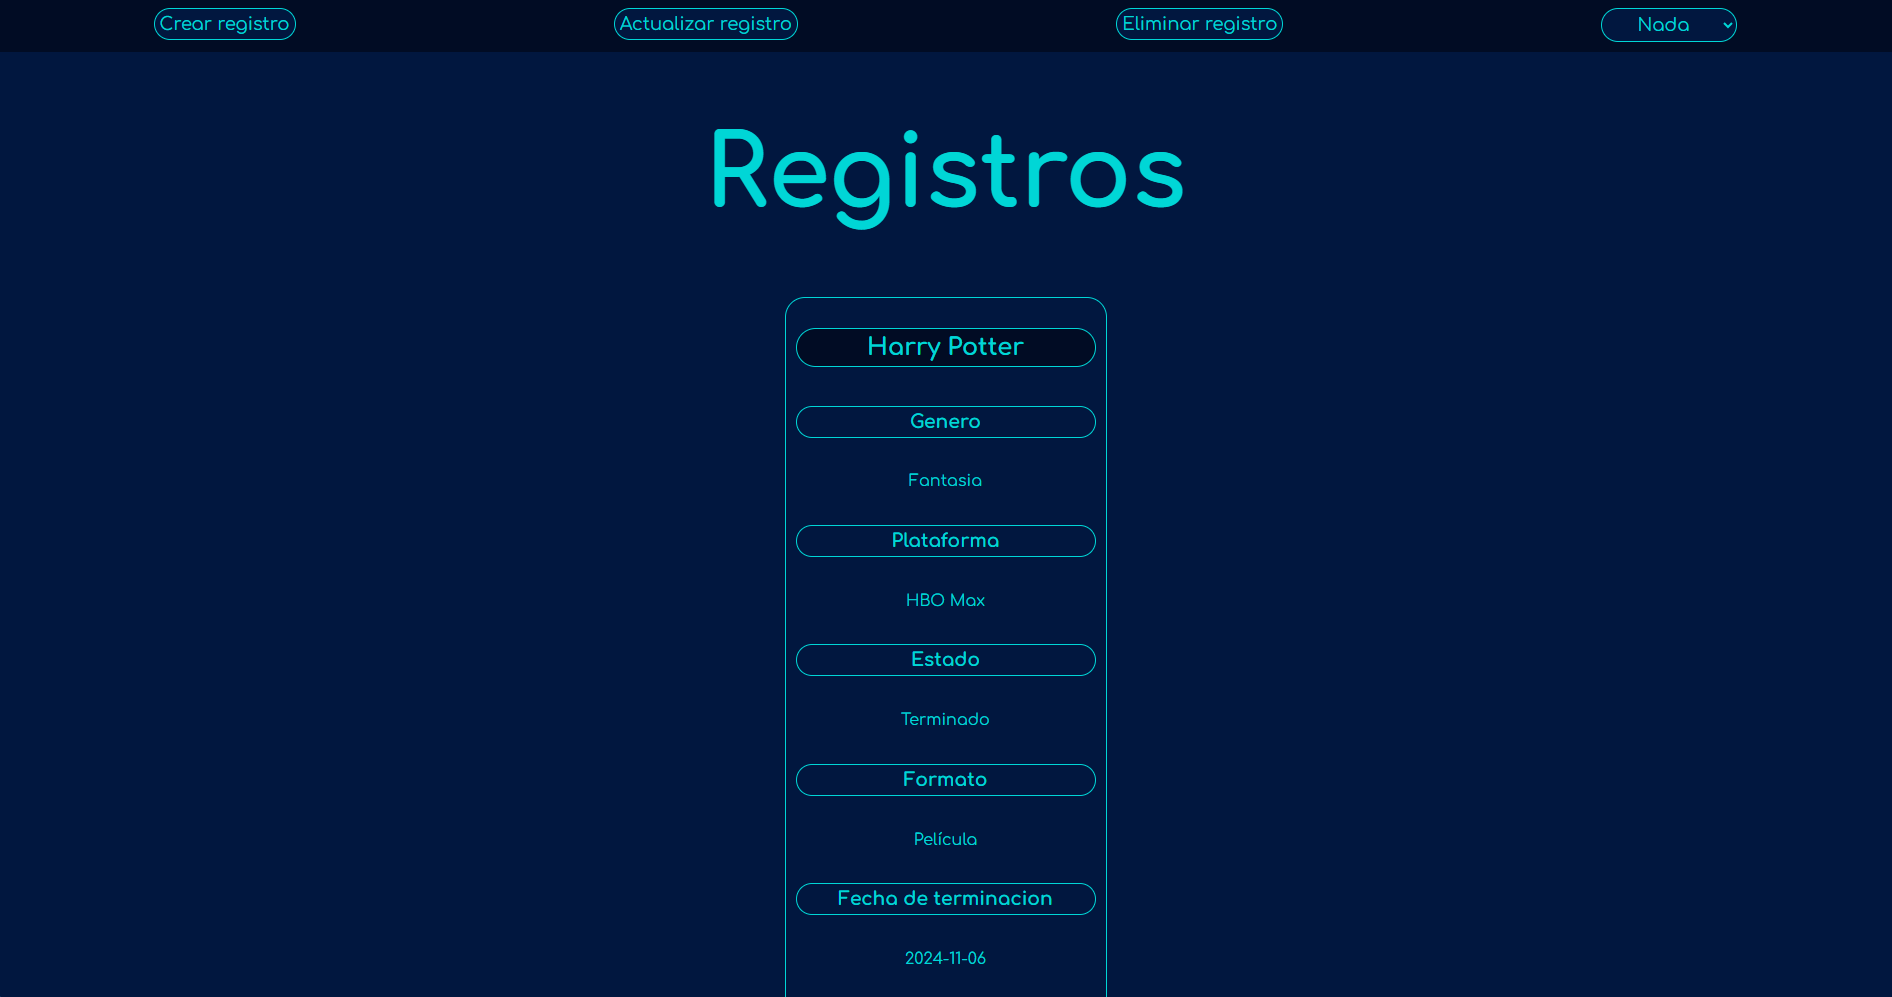 Crear registro
Actualizar registro
Eliminar registro
Nada
Registros
Harry Potter
Genero
Fantasia
Plataforma
HBO Max
Estado
Terminado
Formato
Película
Fecha de terminacion
2024-11-06